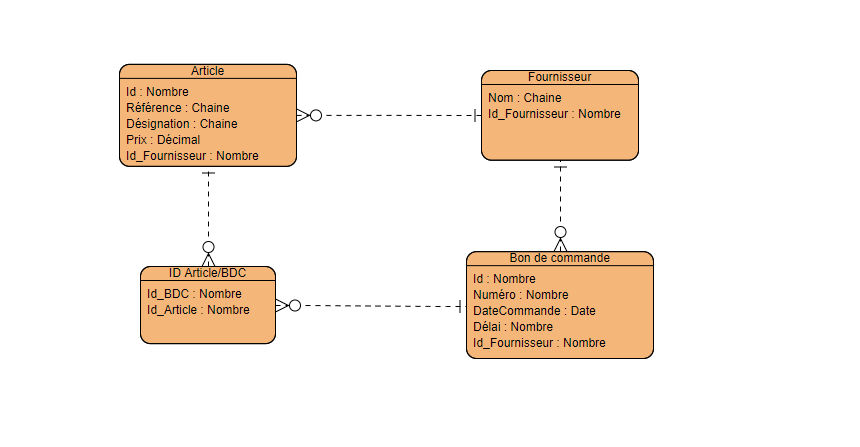 Article
Id : Nombre
Référence : Chaine
Désignation : Chaine
Prix : Décimal
Id_Fournisseur : Nombre
Fournisseur
Nom : Chaine
Id_Fournisseur : Nombre
ID Article/BDC
Id_BDC : Nombre
Id_Article : Nombre
Bon de commande
Id : Nombre
Numéro : Nombre
DateCommande : Date
Délai : Nombre
Id_Fournisseur : Nombre